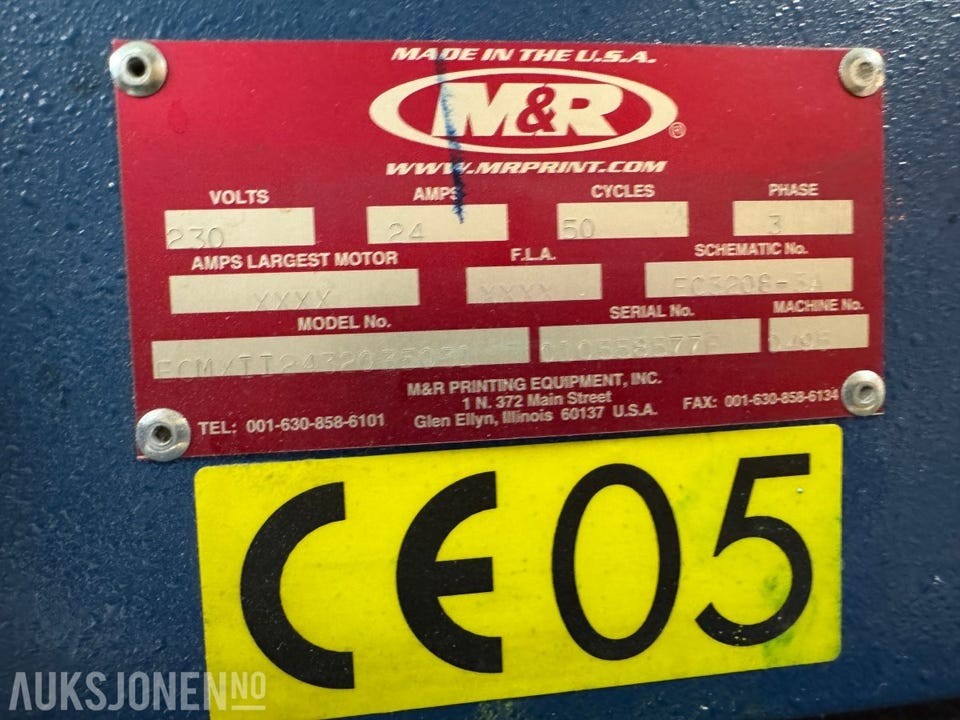 MADE IN THE U.S.A.
M&R ®
WWW.MRPRINT.COM
VOLTS AMPS CYCLES PHASE
230 24 50 3
AMPS LARGEST MOTOR F.L.A. SCHEMATIC No.
XXXX XXXX EC3208-3A
MODEL No. SERIAL No. MACHINE No.
M&R PRINTING EQUIPMENT, INC.
1 N. 372 Main Street
TEL: 001-630-858-6101 Glen Ellyn, Illinois 60137 U.S.A. FAX: 001-630-858-6134
CE05
AUKSJONEN NO